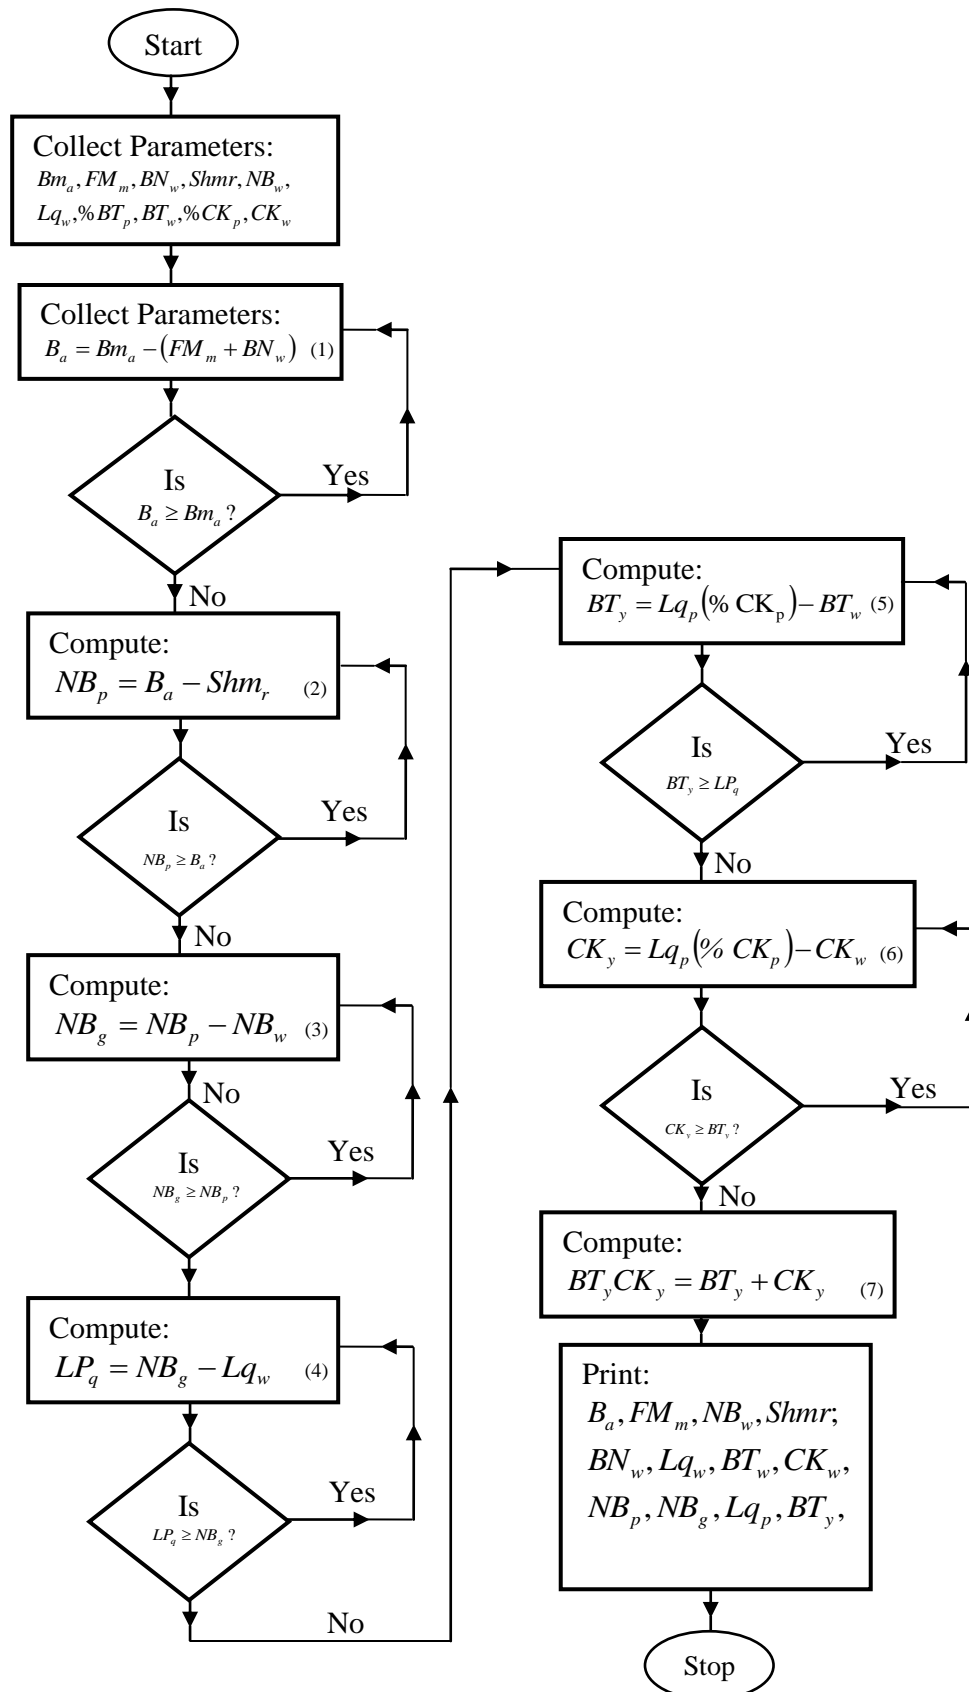 Start
Collect Parameters:
Bm_a, FM_m, BN_w, Shmr, NB_w,
Lq_w, %BT_p, BT_w, %CK_p, CK_w
Collect Parameters:
B_a = Bm_a − (FM_m + BN_w) (1)
Is
B_a ≥ Bm_a ?
Yes
No
Compute:
NB_p = B_a − Shm_r (2)
Is
NB_p ≥ B_a ?
Yes
No
Compute:
NB_g = NB_p − NB_w (3)
No
Is
NB_g ≥ NB_p ?
Yes
Compute:
LP_q = NB_g − Lq_w (4)
Is
LP_q ≥ NB_g ?
Yes
No
Compute:
BT_y = Lq_p (% CK_p) − BT_w (5)
Is
BT_y ≥ LP_q
Yes
No
Compute:
CK_y = Lq_p (% CK_p) − CK_w (6)
Is
CK_y ≥ BT_y ?
Yes
No
Compute:
BT_y CK_y = BT_y + CK_y (7)
Print:
B_a, FM_m, NB_w, Shmr;
BN_w, Lq_w, BT_w, CK_w,
NB_p, NB_g, Lq_p, BT_y,
Stop